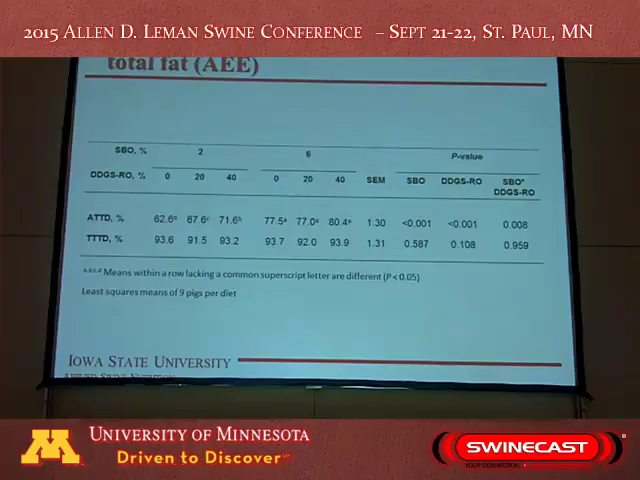 2015 Allen D. Leman Swine Conference – Sept 21-22, St. Paul, MN
total fat (AEE)
SBO, % 2 6 P-value
DDGS-RO, % 0 20 40 0 20 40 SEM SBO DDGS-RO SBO* DDGS-RO
ATTD, % 62.6 67.6 71.6 77.5 77.0 80.4 1.30 <0.001 <0.001 0.008
TTTD, % 93.6 91.5 93.2 93.7 92.0 93.9 1.31 0.587 0.108 0.959
Means within a row lacking a common superscript letter are different (P < 0.05)
Least squares means of 9 pigs per diet
Iowa State University
Applied Swine Nutrition
M University of Minnesota
Driven to Discover
SWINECAST
YOUR CONNECTION